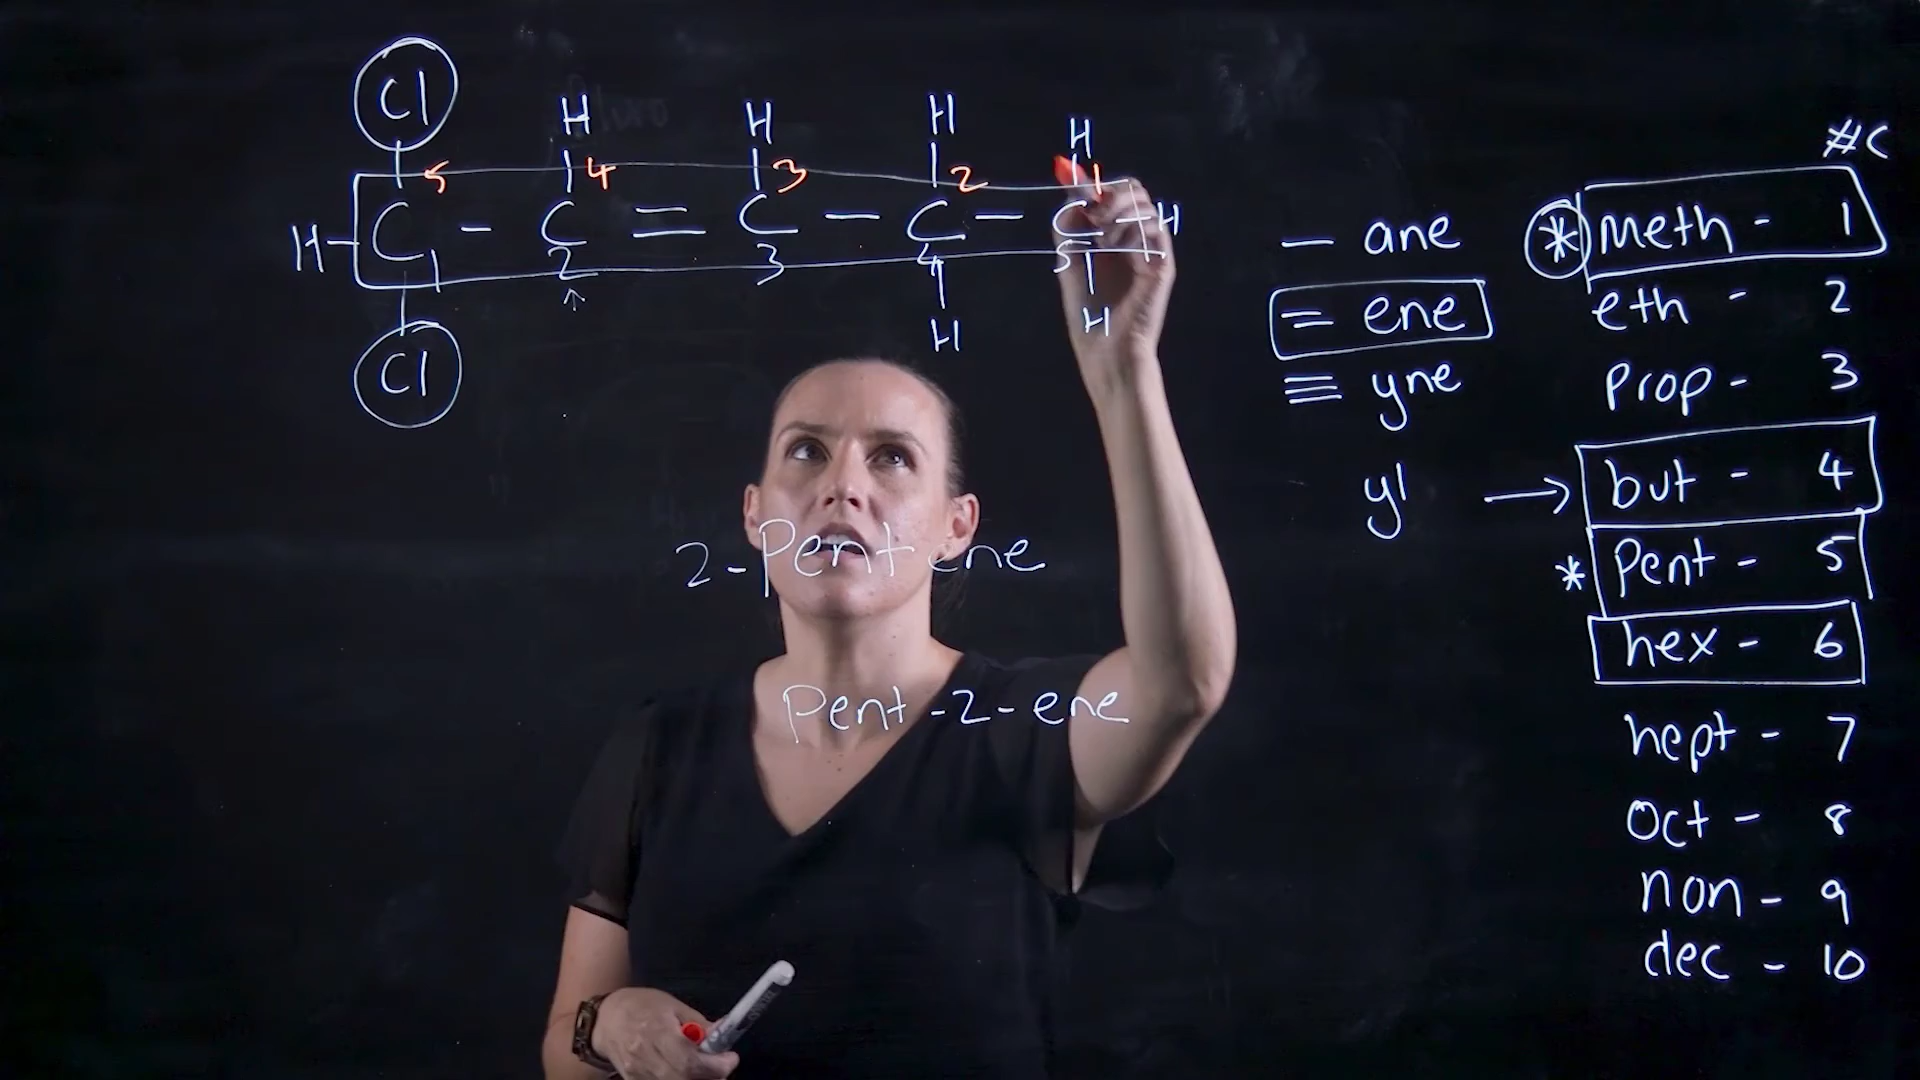 Cl
H H H H
5 4 3 2 1
H - C - C = C - C - C - H
1 2 3 4 5
↑
Cl H H
2-Pentene
Pent-2-ene
— ane
= ene
≡ yne
yl
#C
* meth - 1
eth - 2
prop - 3
→ but - 4
* Pent - 5
hex - 6
hept - 7
Oct - 8
non - 9
dec - 10